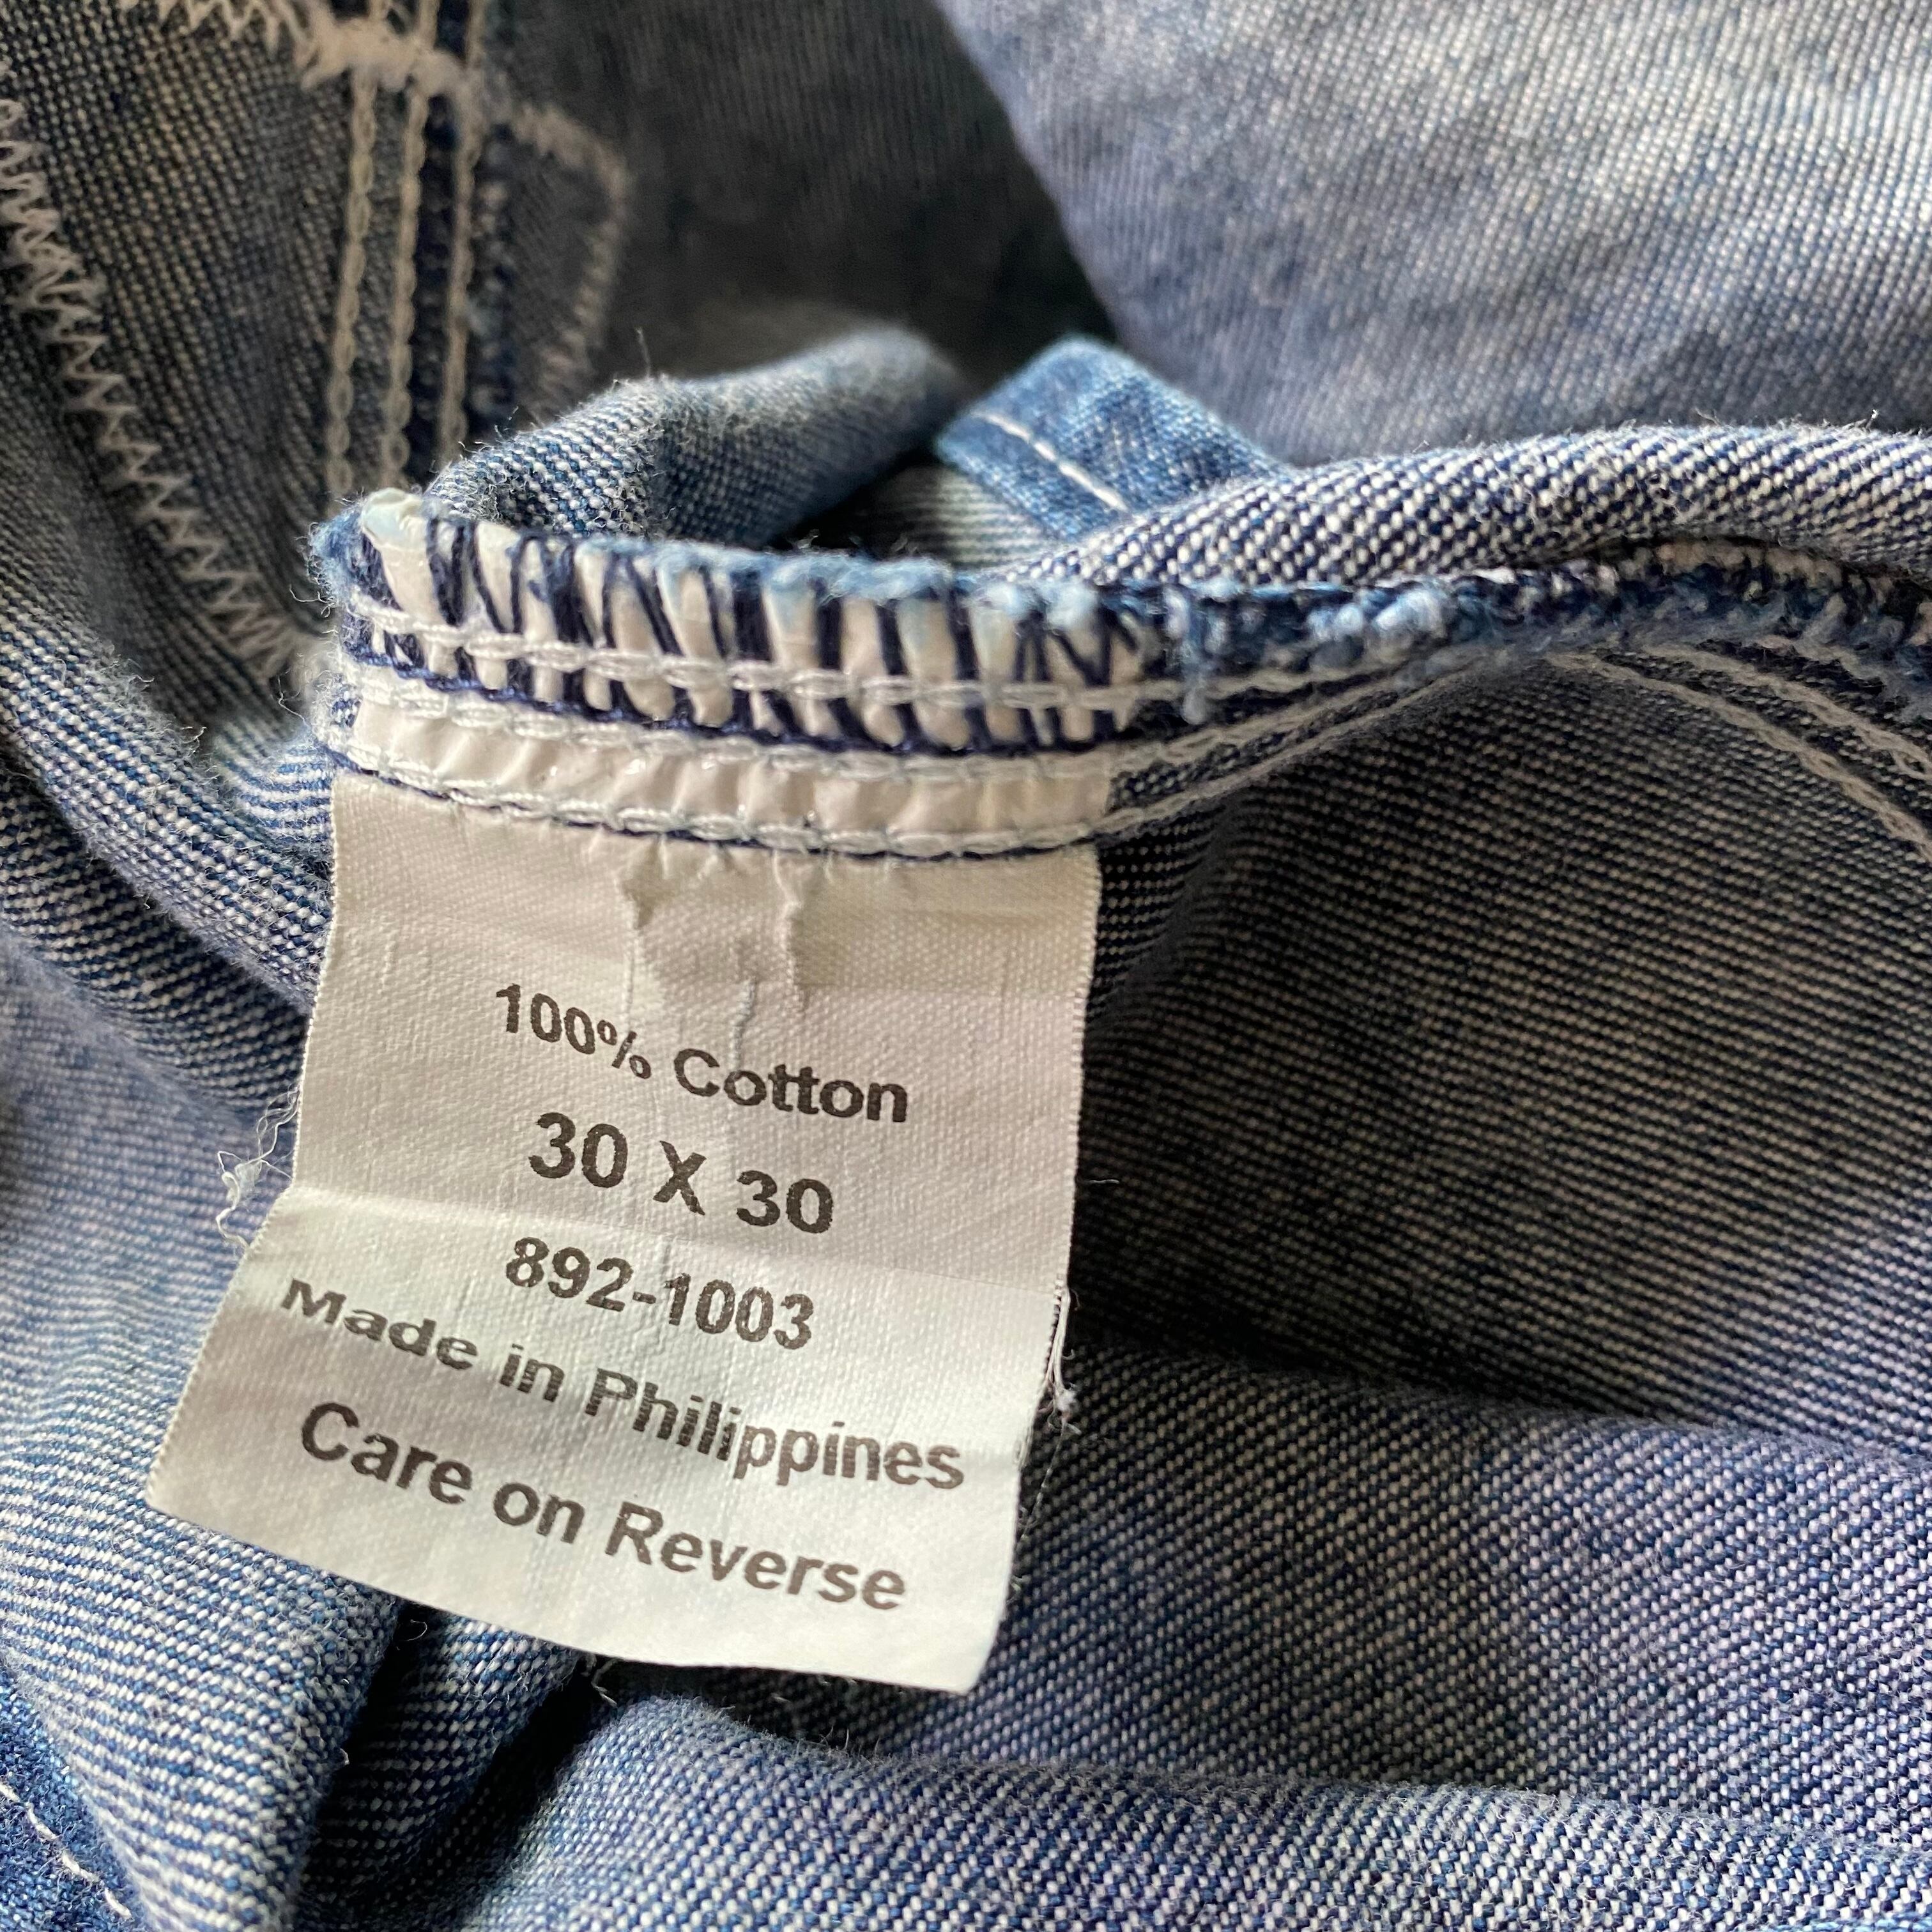 100% Cotton
30 X 30
892-1003
Made in Philippines
Care on Reverse